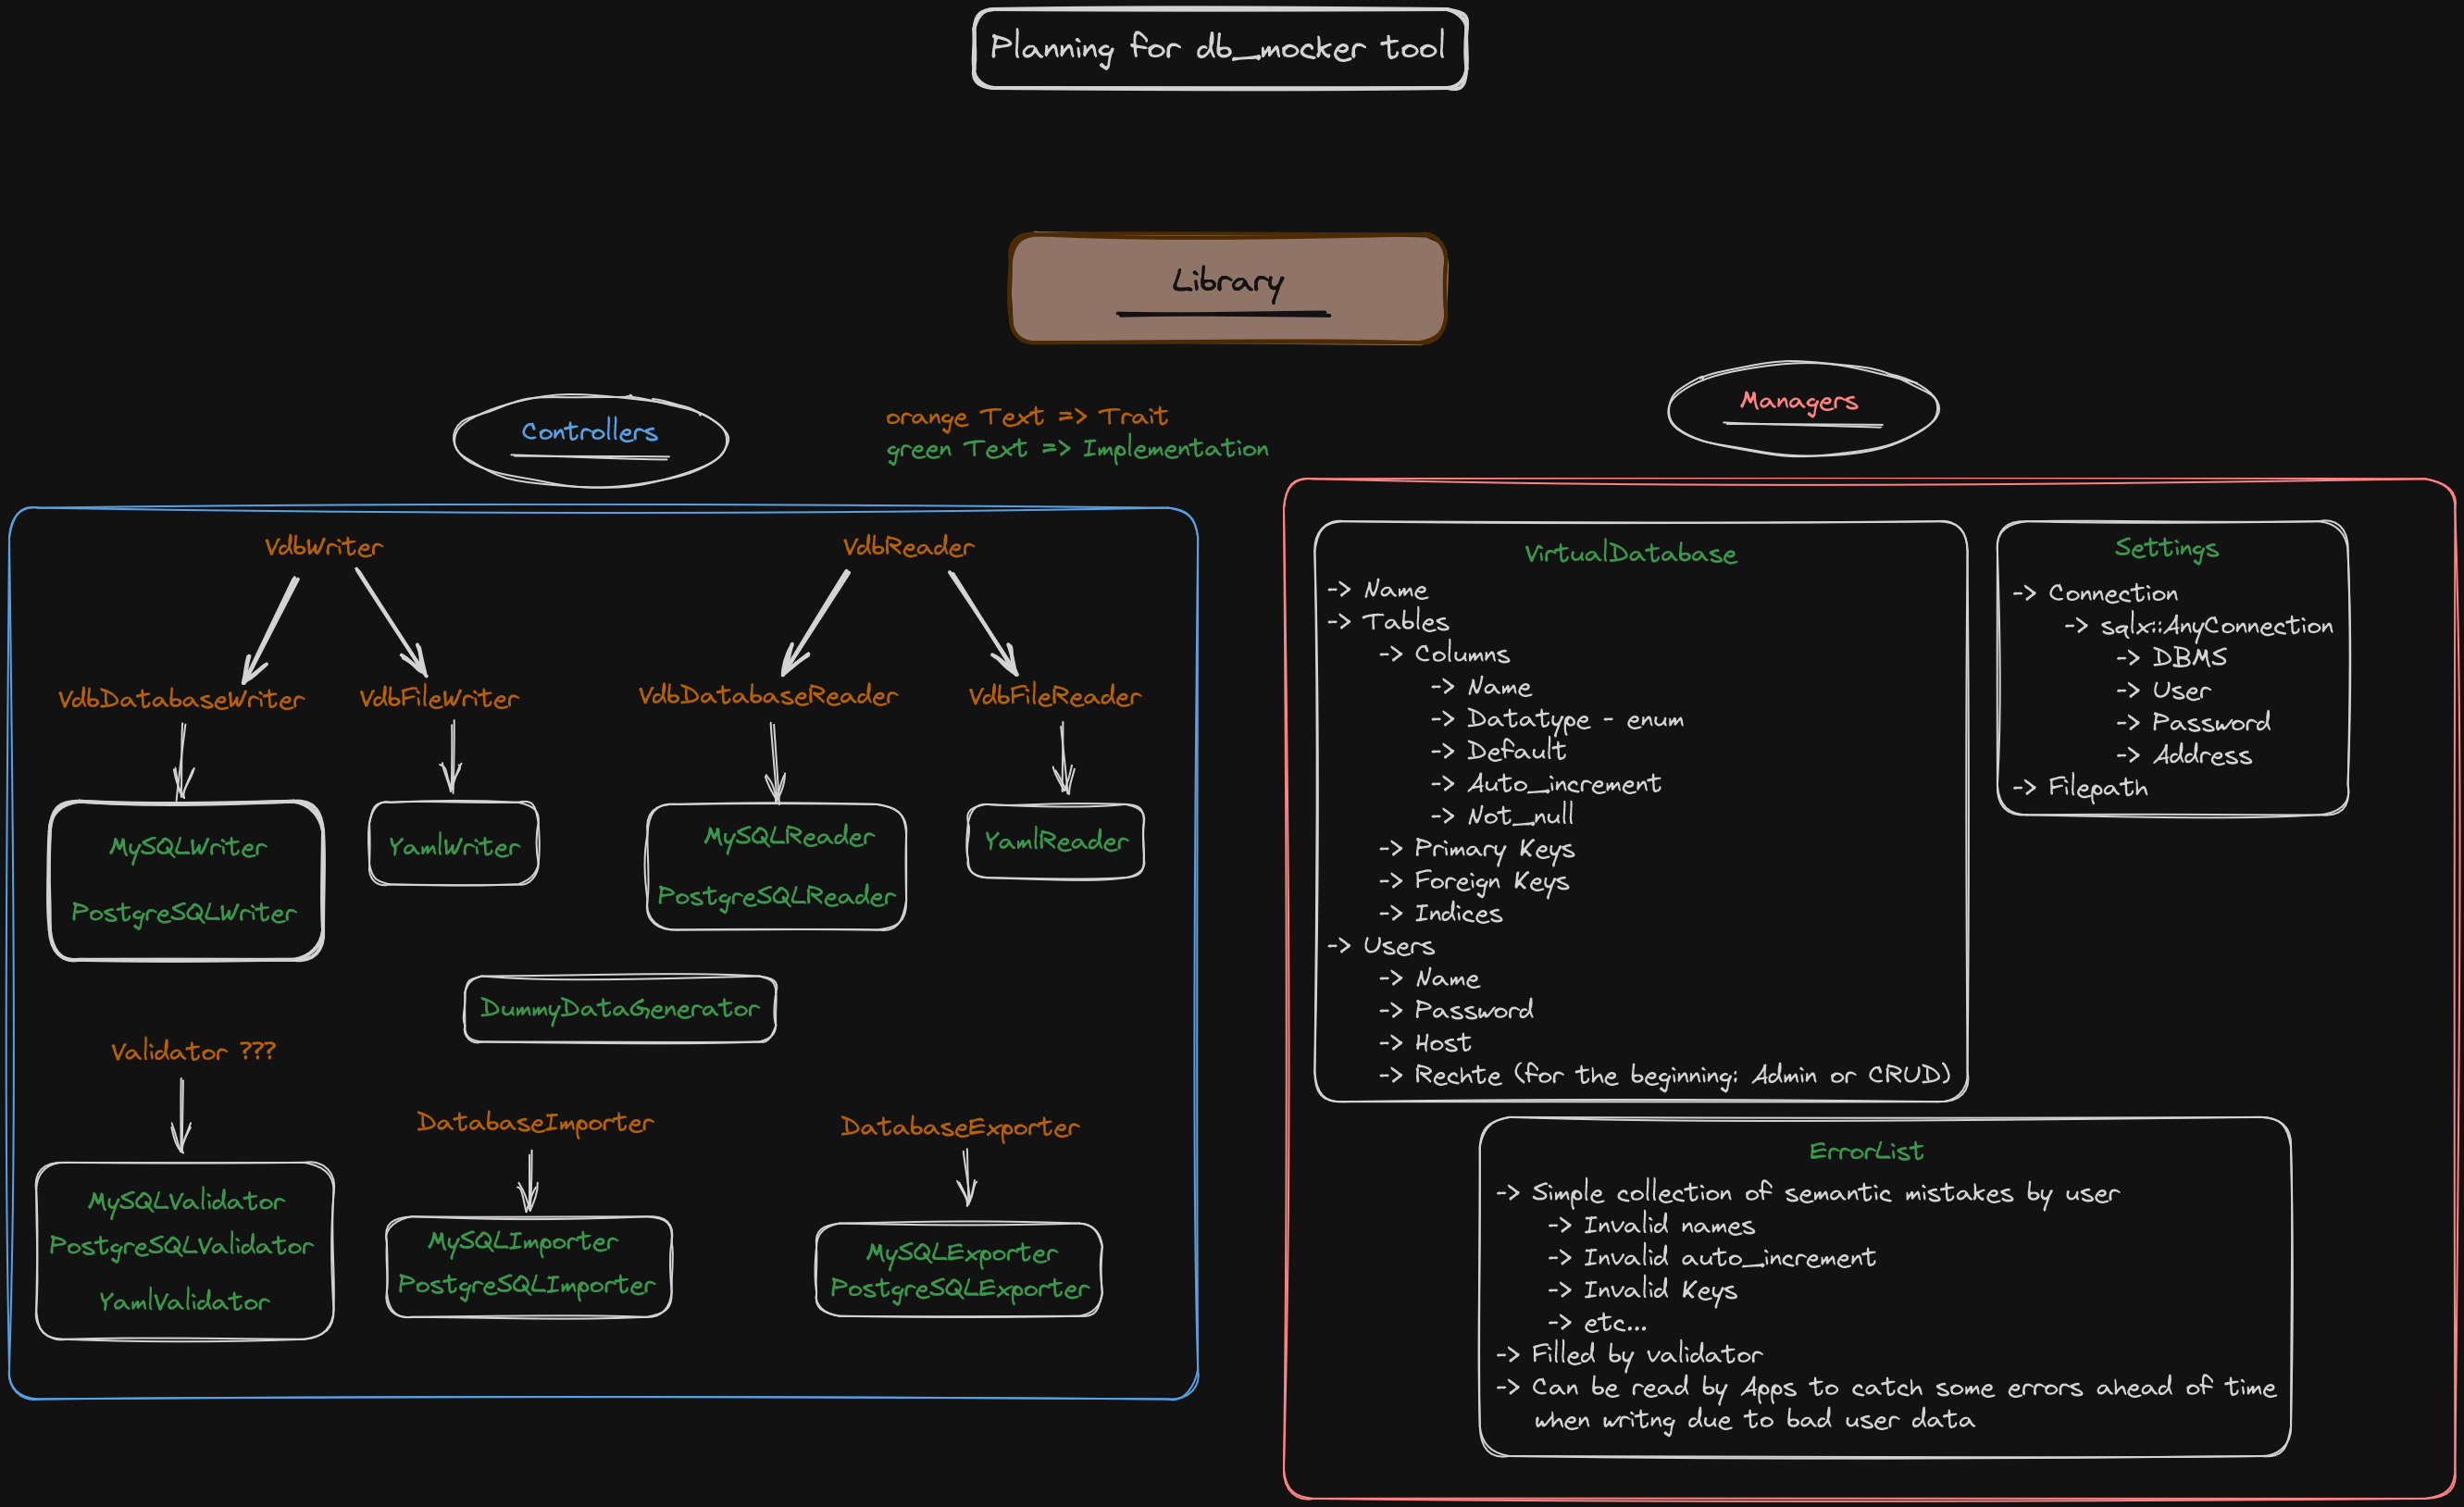 Planning for db_mocker tool
Library
Controllers
orange Text => Trait
green Text => Implementation
Managers
VdbWriter
VdbReader
VdbDatabaseWriter
VdbFileWriter
VdbDatabaseReader
VdbFileReader
MySQLWriter
PostgreSQLWriter
YamlWriter
MySQLReader
PostgreSQLReader
YamlReader
DummyDataGenerator
Validator ???
MySQLValidator
PostgreSQLValidator
YamlValidator
DatabaseImporter
MySQLImporter
PostgreSQLImporter
DatabaseExporter
MySQLExporter
PostgreSQLExporter
VirtualDatabase
-> Name
-> Tables
-> Columns
-> Name
-> Datatype - enum
-> Default
-> Auto_increment
-> Not_null
-> Primary Keys
-> Foreign Keys
-> Indices
-> Users
-> Name
-> Password
-> Host
-> Rechte (for the beginning: Admin or CRUD)
Settings
-> Connection
-> sqlx::AnyConnection
-> DBMS
-> User
-> Password
-> Address
-> Filepath
ErrorList
-> Simple collection of semantic mistakes by user
-> Invalid names
-> Invalid auto_increment
-> Invalid Keys
-> etc...
-> Filled by validator
-> Can be read by Apps to catch some errors ahead of time
when writng due to bad user data